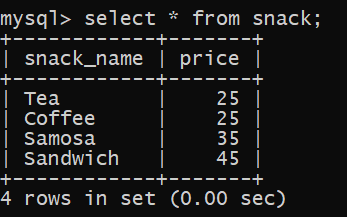 mysql> select * from snack;
+------------+-------+
| snack_name | price |
+------------+-------+
| Tea        |    25 |
| Coffee     |    25 |
| Samosa     |    35 |
| Sandwich   |    45 |
+------------+-------+
4 rows in set (0.00 sec)